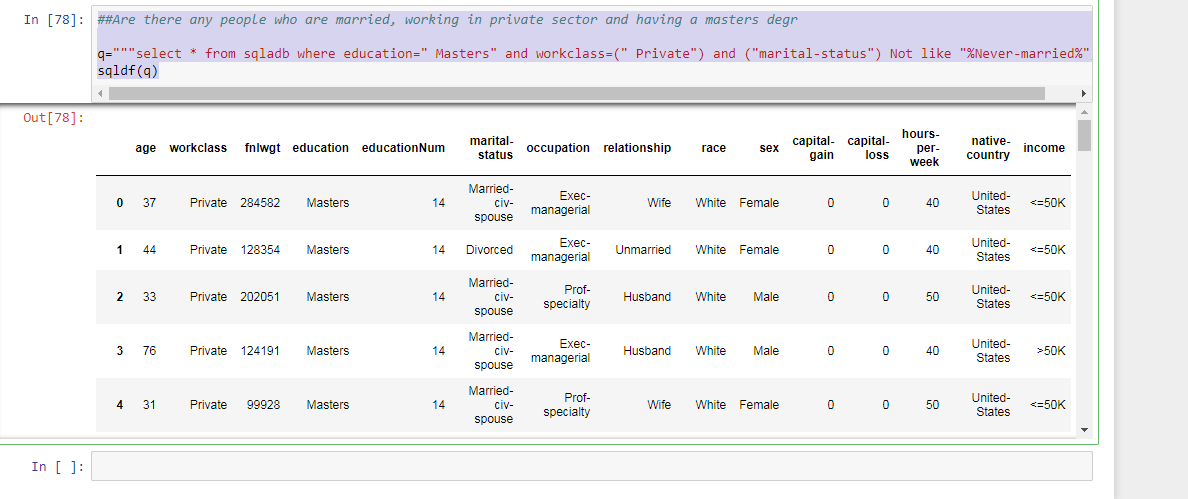 In [78]: ##Are there any people who are married, working in private sector and having a masters degr
q="""select * from sqladb where education=" Masters" and workclass=(" Private") and ("marital-status") Not like "%Never-married%"
sqldf(q)
Out[78]:
age workclass fnlwgt education educationNum marital-status occupation relationship race sex capital-gain capital-loss hours-per-week native-country income
0 37 Private 284582 Masters 14 Married-civ-spouse Exec-managerial Wife White Female 0 0 40 United-States <=50K
1 44 Private 128354 Masters 14 Divorced Exec-managerial Unmarried White Female 0 0 40 United-States <=50K
2 33 Private 202051 Masters 14 Married-civ-spouse Prof-specialty Husband White Male 0 0 50 United-States <=50K
3 76 Private 124191 Masters 14 Married-civ-spouse Exec-managerial Husband White Male 0 0 40 United-States >50K
4 31 Private 99928 Masters 14 Married-civ-spouse Prof-specialty Wife White Female 0 0 50 United-States <=50K
In [ ]: